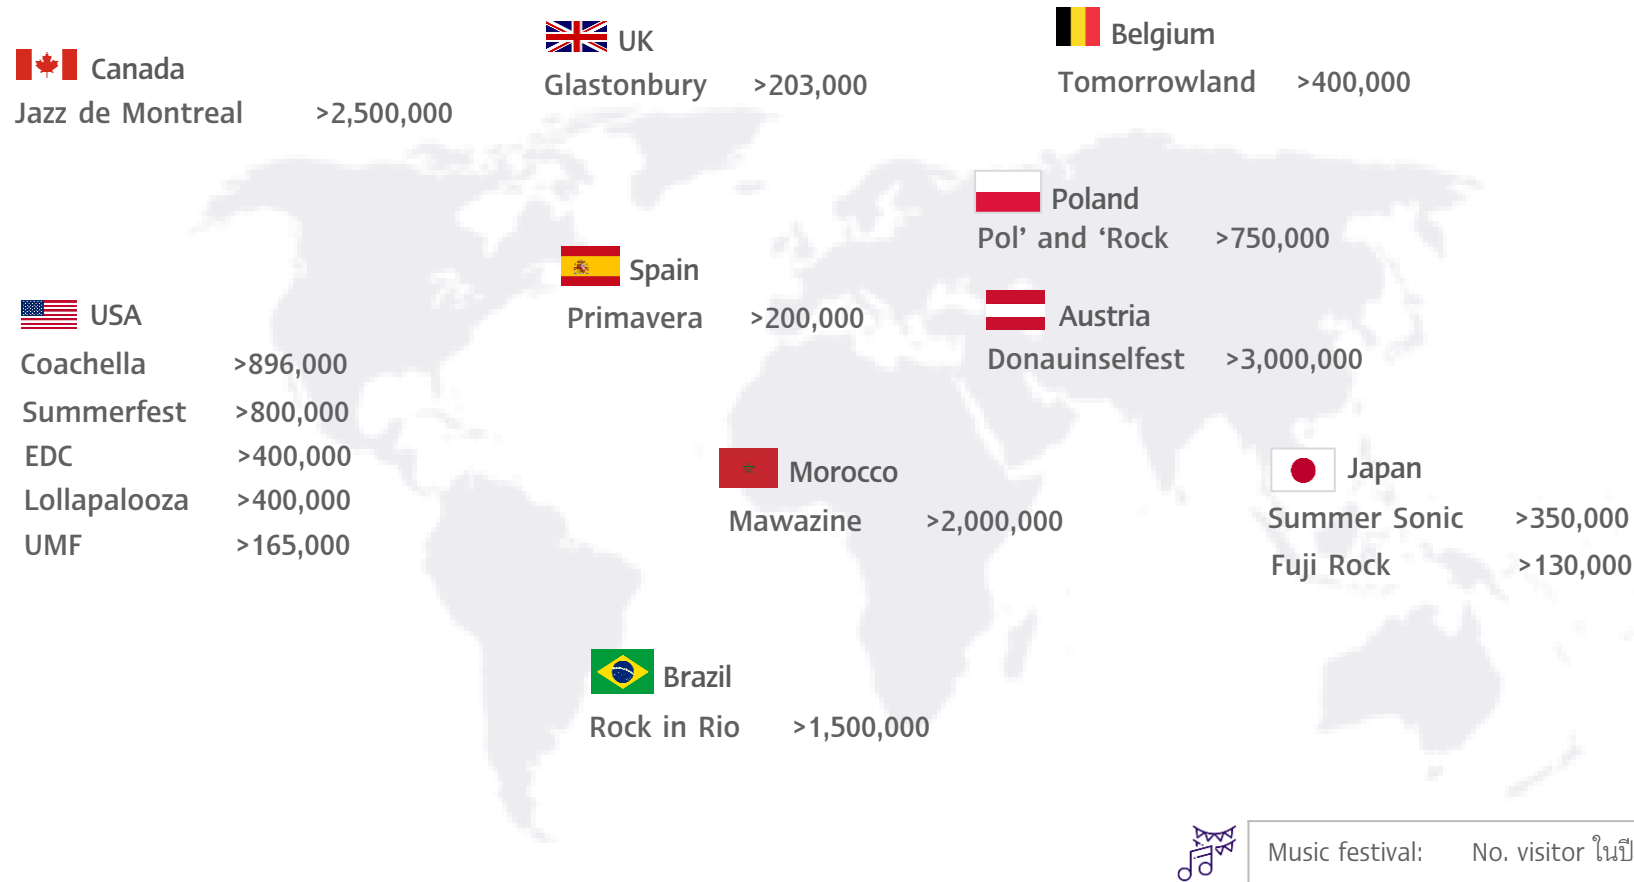 Canada
Jazz de Montreal >2,500,000
UK
Glastonbury >203,000
Belgium
Tomorrowland >400,000
Poland
Pol’ and ‘Rock >750,000
Spain
Primavera >200,000
Austria
Donauinselfest >3,000,000
USA
Coachella >896,000
Summerfest >800,000
EDC >400,000
Lollapalooza >400,000
UMF >165,000
Morocco
Mawazine >2,000,000
Japan
Summer Sonic >350,000
Fuji Rock >130,000
Brazil
Rock in Rio >1,500,000
Music festival: No. visitor ในปี